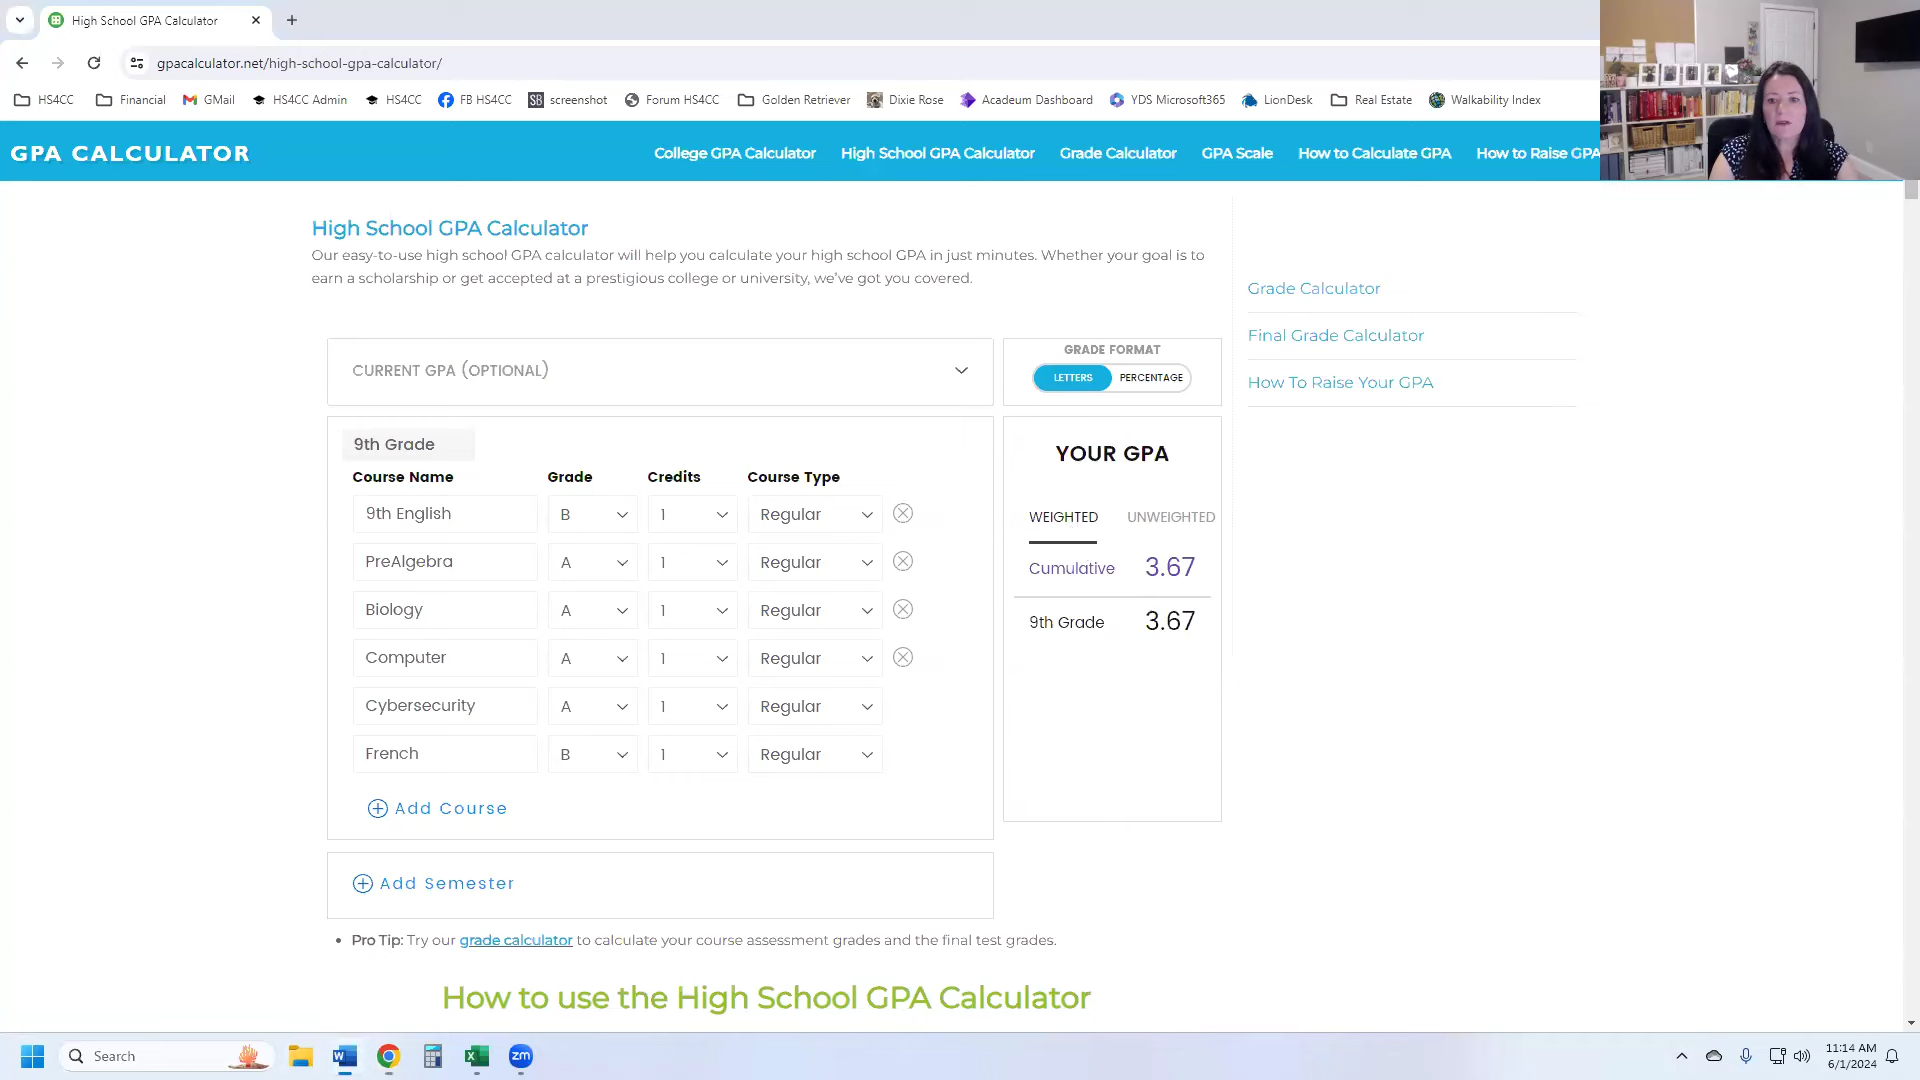 High School GPA Calculator
gpacalculator.net/high-school-gpa-calculator/
HS4CC Financial GMail HS4CC Admin HS4CC FB HS4CC SB screenshot Forum HS4CC Golden Retriever Dixie Rose Acadeum Dashboard YDS Microsoft365 LionDesk Real Estate Walkability Index
GPA CALCULATOR College GPA Calculator High School GPA Calculator Grade Calculator GPA Scale How to Calculate GPA How to Raise GPA
High School GPA Calculator
Our easy-to-use high school GPA calculator will help you calculate your high school GPA in just minutes. Whether your goal is to
earn a scholarship or get accepted at a prestigious college or university, we've got you covered.
Grade Calculator
Final Grade Calculator
How To Raise Your GPA
CURRENT GPA (OPTIONAL)
GRADE FORMAT
LETTERS PERCENTAGE
9th Grade
Course Name Grade Credits Course Type
9th English B 1 Regular
PreAlgebra A 1 Regular
Biology A 1 Regular
Computer A 1 Regular
Cybersecurity A 1 Regular
French B 1 Regular
Add Course
YOUR GPA
WEIGHTED UNWEIGHTED
Cumulative 3.67
9th Grade 3.67
Add Semester
• Pro Tip: Try our grade calculator to calculate your course assessment grades and the final test grades.
How to use the High School GPA Calculator
Search
zm
11:14 AM
6/1/2024